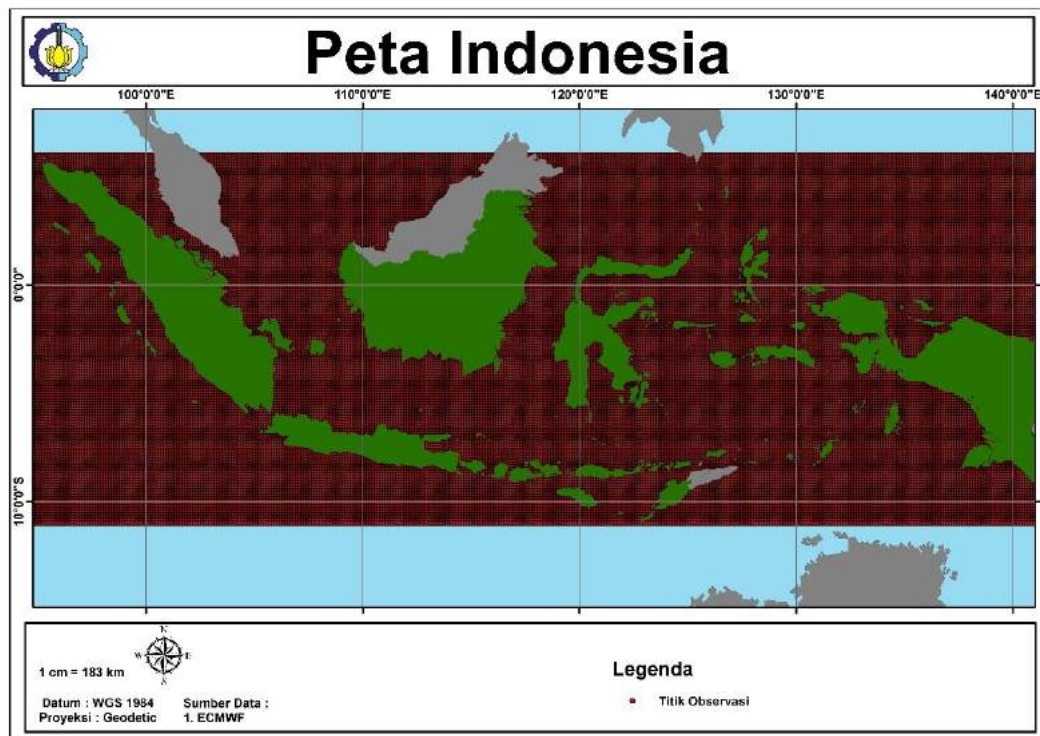 Peta Indonesia
100°0'0"E 110°0'0"E 120°0'0"E 130°0'0"E 140°0'0"E
0°0'0"
10°0'0"S
N
W E
S
1 cm = 183 km
Datum : WGS 1984
Proyeksi : Geodetic
Sumber Data :
1. ECMWF
Legenda
Titik Observasi